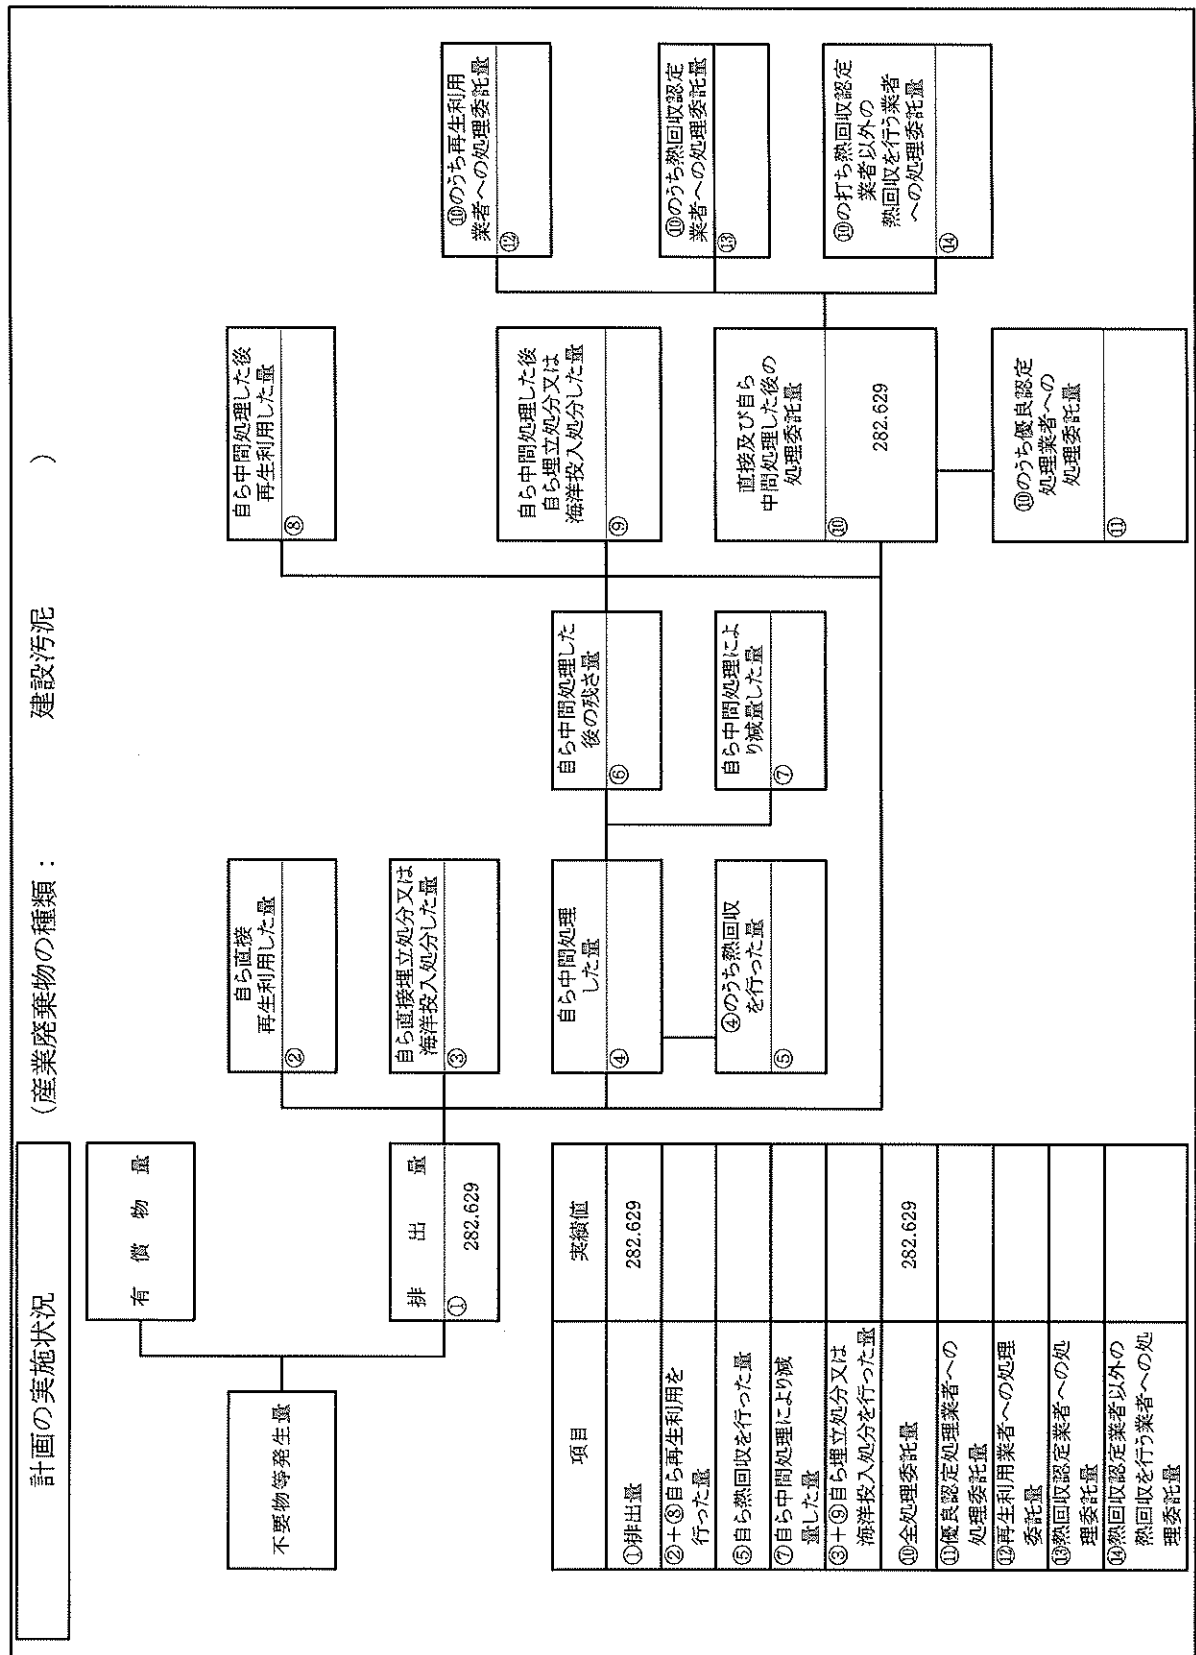 計画の実施状況
(産業廃棄物の種類： 建設汚泥 )
不要物等発生量
有償物量
排出量
①
282.629
自ら直接
再生利用した量
②
自ら直接埋立処分又は
海洋投入処分した量
③
自ら中間処理
した量
④
④のうち熱回収
を行った量
⑤
自ら中間処理した
後の残さ量
⑥
自ら中間処理によ
り減量した量
⑦
自ら中間処理した後
再生利用した量
⑧
自ら中間処理した後
自ら埋立処分又は
海洋投入処分した量
⑨
直接及び自ら
中間処理した後の
処理委託量
⑩
282.629
⑩のうち優良認定
処理業者への
処理委託量
⑪
⑩のうち再生利用
業者への処理委託量
⑫
⑩のうち熱回収認定
業者への処理委託量
⑬
⑩の打ち熱回収認定
業者以外の
熱回収を行う業者
への処理委託量
⑭
項目 実績値
①排出量 282.629
②＋⑧自ら再生利用を
行った量
⑤自ら熱回収を行った量
⑦自ら中間処理により減
量した量
③＋⑨自ら埋立処分又は
海洋投入処分を行った量
⑩全処理委託量 282.629
⑪優良認定処理業者への
処理委託量
⑫再生利用業者への処理
委託量
⑬熱回収認定業者への処
理委託量
⑭熱回収認定業者以外の
熱回収を行う業者への処
理委託量